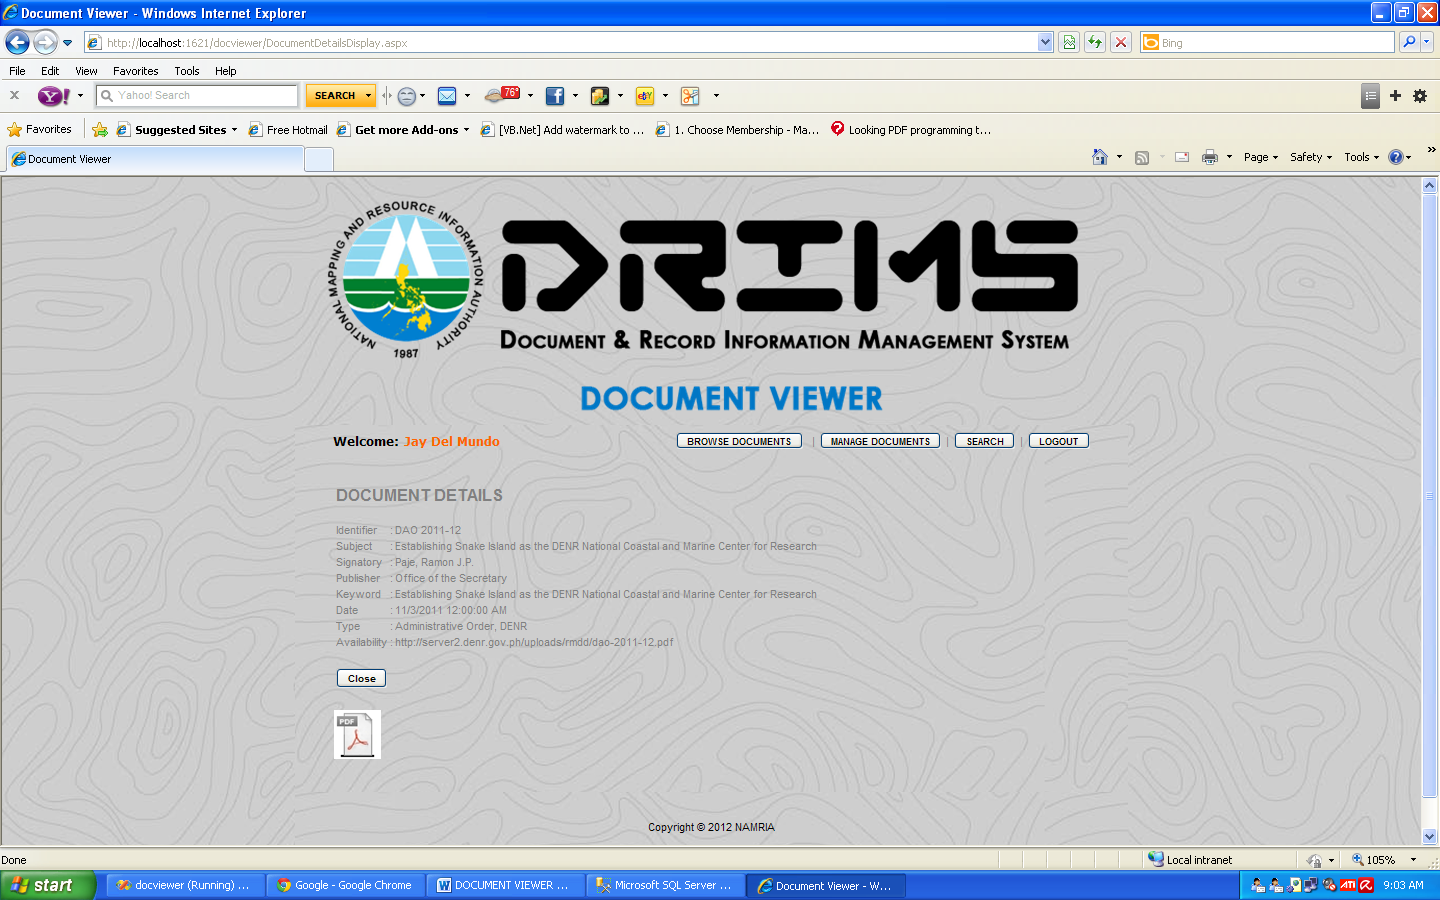 Document Viewer - Windows Internet Explorer
http://localhost:1621/docviewer/DocumentDetailsDisplay.aspx
Bing
File Edit View Favorites Tools Help
X Y! Yahoo! Search SEARCH 76° f ebY
Favorites Suggested Sites Free Hotmail Get more Add-ons [VB.Net] Add watermark to ... 1. Choose Membership - Ma... Looking PDF programming t...
Document Viewer
Page Safety Tools
NATIONAL MAPPING AND RESOURCE INFORMATION AUTHORITY
1987
DRIMS
DOCUMENT & RECORD INFORMATION MANAGEMENT SYSTEM
DOCUMENT VIEWER
Welcome: Jay Del Mundo
BROWSE DOCUMENTS | MANAGE DOCUMENTS | SEARCH | LOGOUT
DOCUMENT DETAILS
Identifier : DAO 2011-12
Subject : Establishing Snake Island as the DENR National Coastal and Marine Center for Research
Signatory : Paje, Ramon J.P.
Publisher : Office of the Secretary
Keyword : Establishing Snake Island as the DENR National Coastal and Marine Center for Research
Date : 11/3/2011 12:00:00 AM
Type : Administrative Order, DENR
Availability : http://server2.denr.gov.ph/uploads/rmdd/dao-2011-12.pdf
Close
PDF
Copyright © 2012 NAMRIA
Done
Local intranet
105%
start
docviewer (Running) ...
Google - Google Chrome
DOCUMENT VIEWER ...
Microsoft SQL Server ...
Document Viewer - W...
ATI
9:03 AM